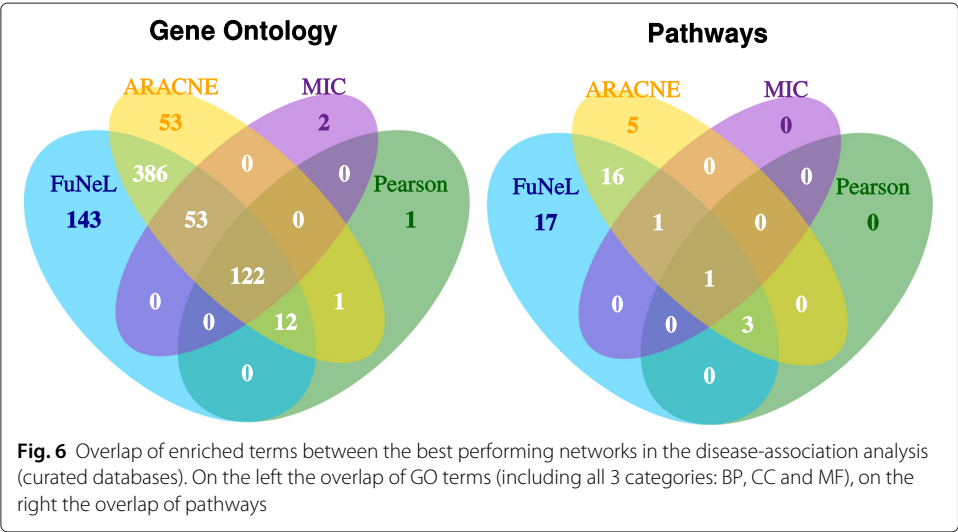 Gene Ontology
ARACNE
53
MIC
2
FuNeL
143
Pearson
1
386
0
0
53
0
122
0
0
12
1
0
Pathways
ARACNE
5
MIC
0
FuNeL
17
Pearson
0
16
0
0
1
0
1
0
0
3
0
0
Fig. 6 Overlap of enriched terms between the best performing networks in the disease-association analysis
(curated databases). On the left the overlap of GO terms (including all 3 categories: BP, CC and MF), on the
right the overlap of pathways